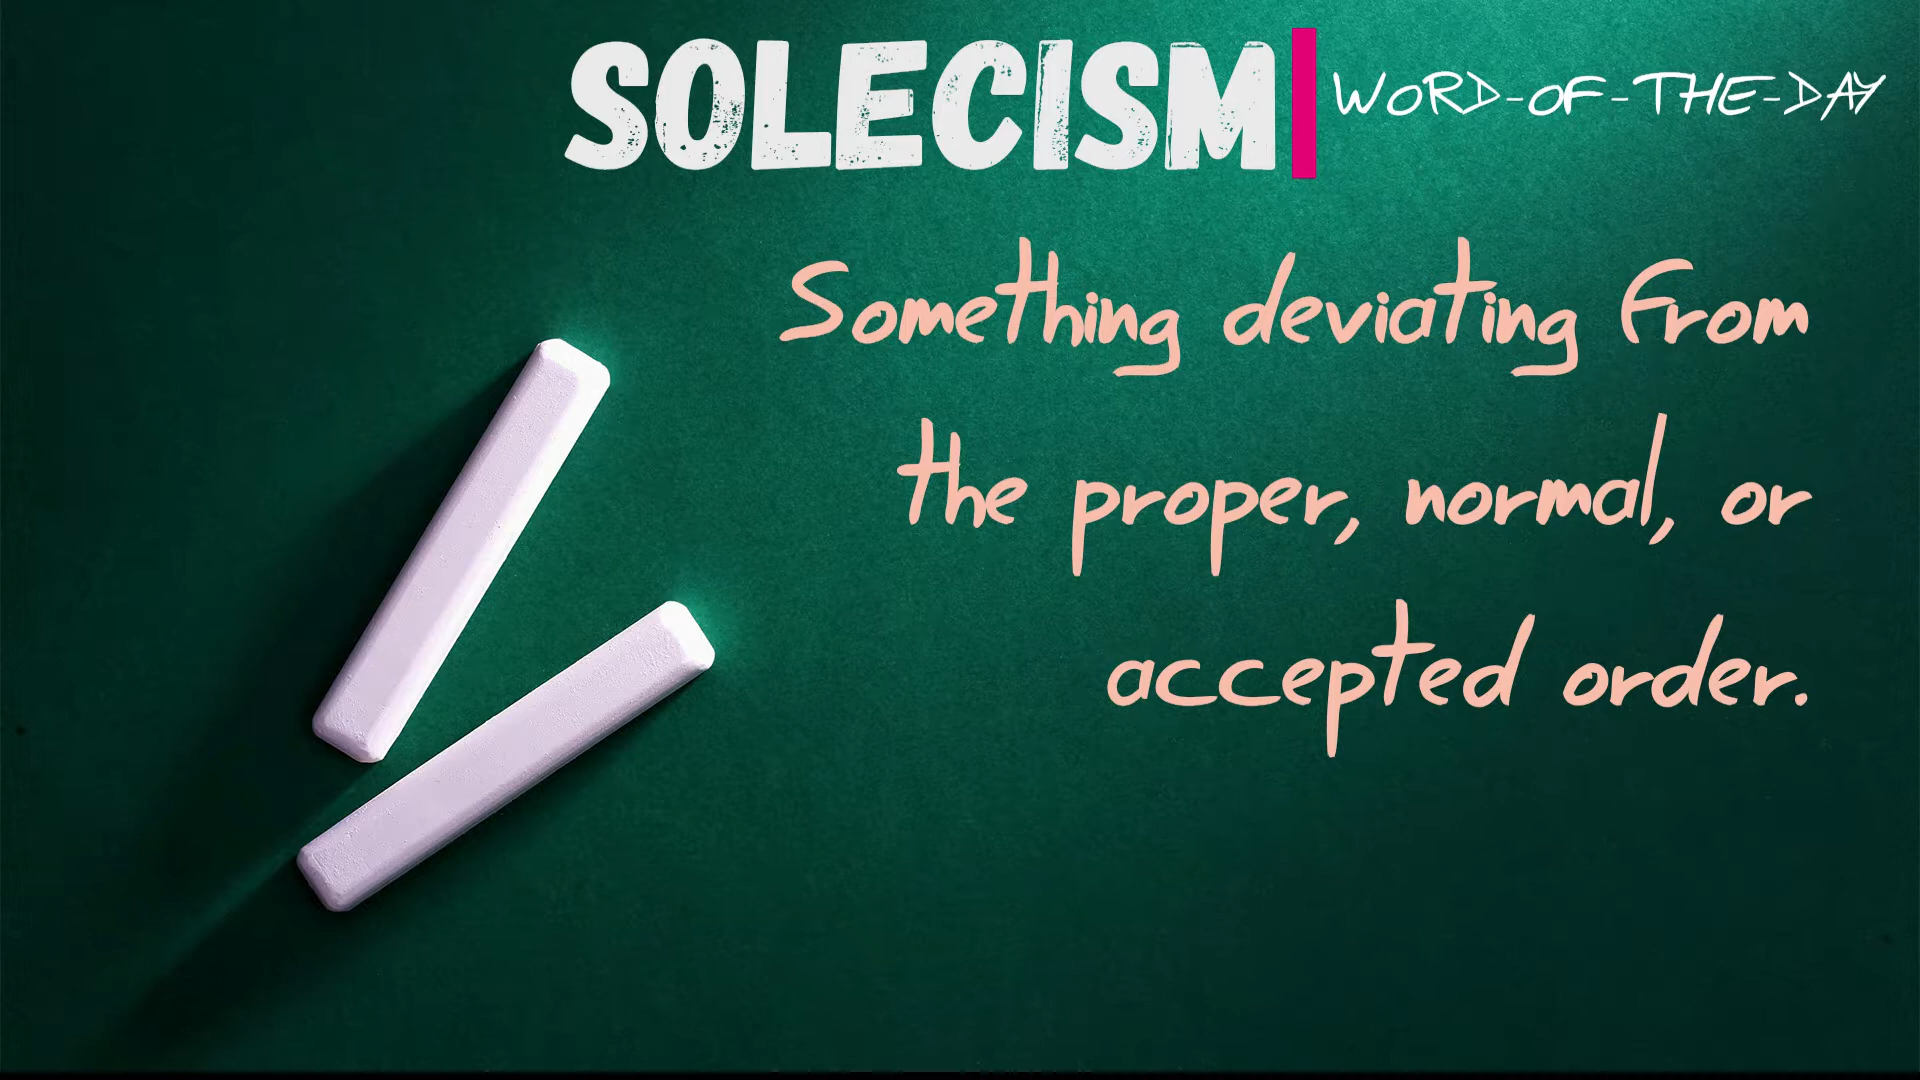 SOLECISM WORD-OF-THE-DAY
Something deviating from
the proper, normal, or
accepted order.